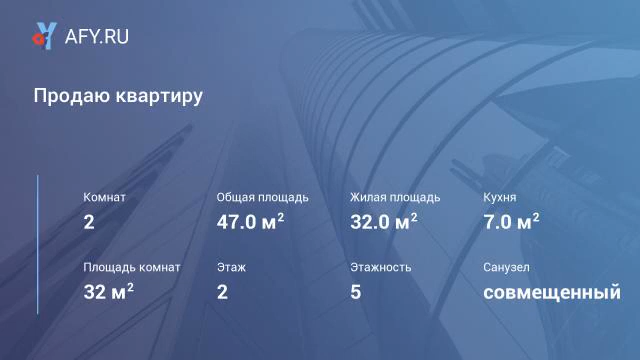 AFY.RU
Продаю квартиру
Комнат
2
Общая площадь
47.0 м²
Жилая площадь
32.0 м²
Кухня
7.0 м²
Площадь комнат
32 м²
Этаж
2
Этажность
5
Санузел
совмещенный